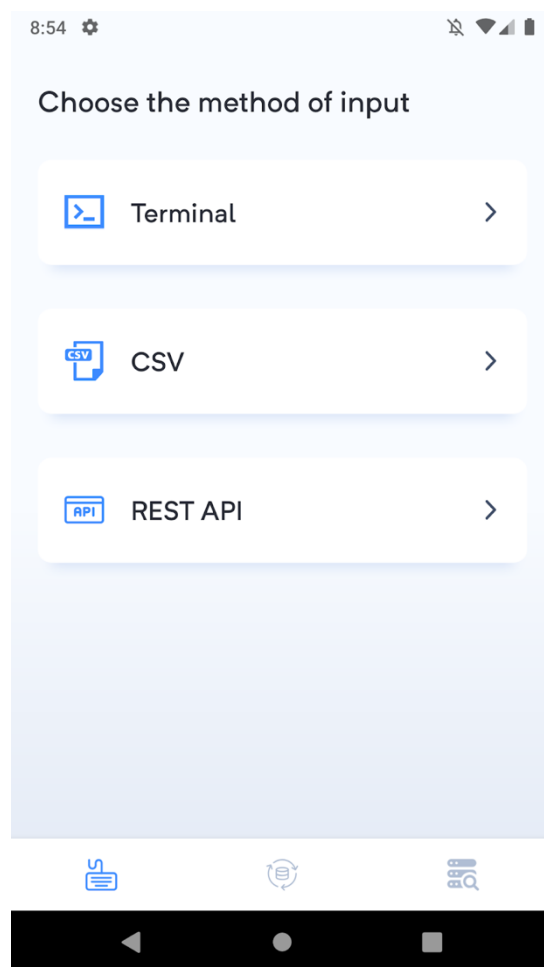 8:54
Choose the method of input
>_ Terminal
CSV CSV
API REST API